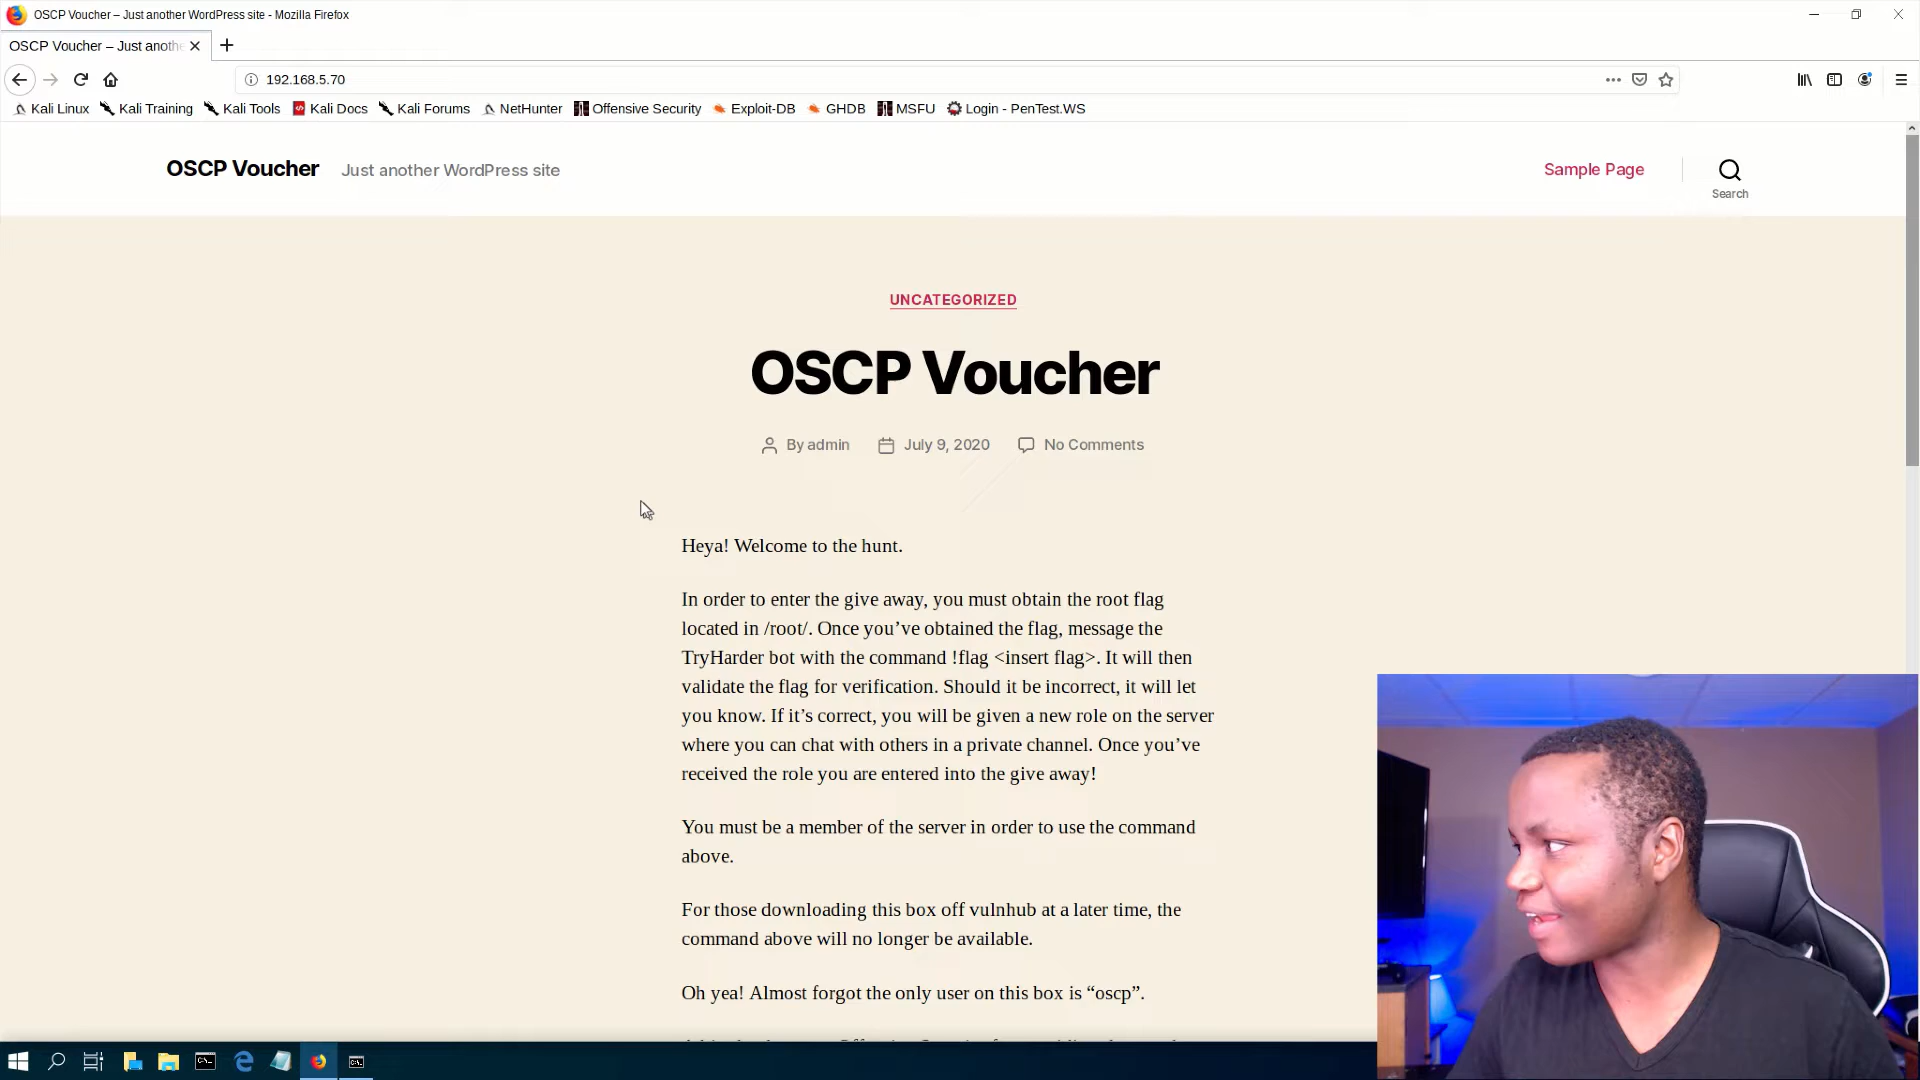 OSCP Voucher – Just another WordPress site - Mozilla Firefox
OSCP Voucher – Just anothe
192.168.5.70
Kali Linux Kali Training Kali Tools Kali Docs Kali Forums NetHunter Offensive Security Exploit-DB GHDB MSFU Login - PenTest.WS
OSCP Voucher Just another WordPress site Sample Page
Search
UNCATEGORIZED
OSCP Voucher
By admin July 9, 2020 No Comments
Heya! Welcome to the hunt.
In order to enter the give away, you must obtain the root flag
located in /root/. Once you’ve obtained the flag, message the
TryHarder bot with the command !flag <insert flag>. It will then
validate the flag for verification. Should it be incorrect, it will let
you know. If it’s correct, you will be given a new role on the server
where you can chat with others in a private channel. Once you’ve
received the role you are entered into the give away!
You must be a member of the server in order to use the command
above.
For those downloading this box off vulnhub at a later time, the
command above will no longer be available.
Oh yea! Almost forgot the only user on this box is “oscp”.